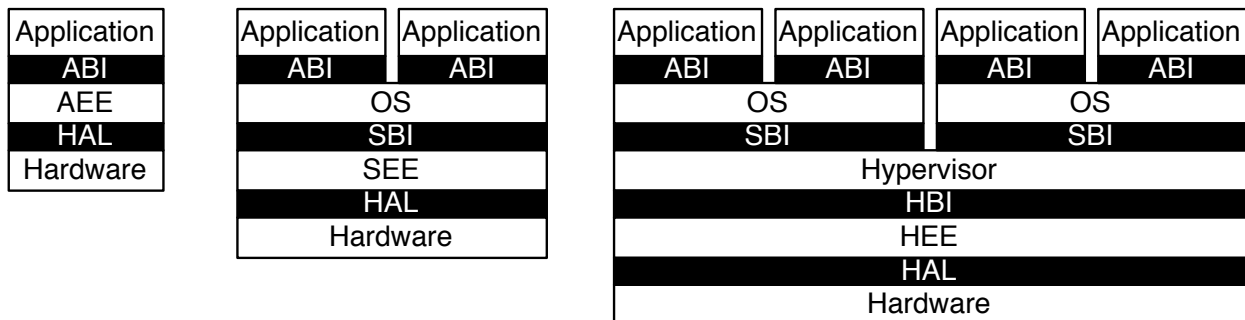 Application
ABI
AEE
HAL
Hardware
Application Application
ABI ABI
OS
SBI
SEE
HAL
Hardware
Application Application Application Application
ABI ABI ABI ABI
OS OS
SBI SBI
Hypervisor
HBI
HEE
HAL
Hardware